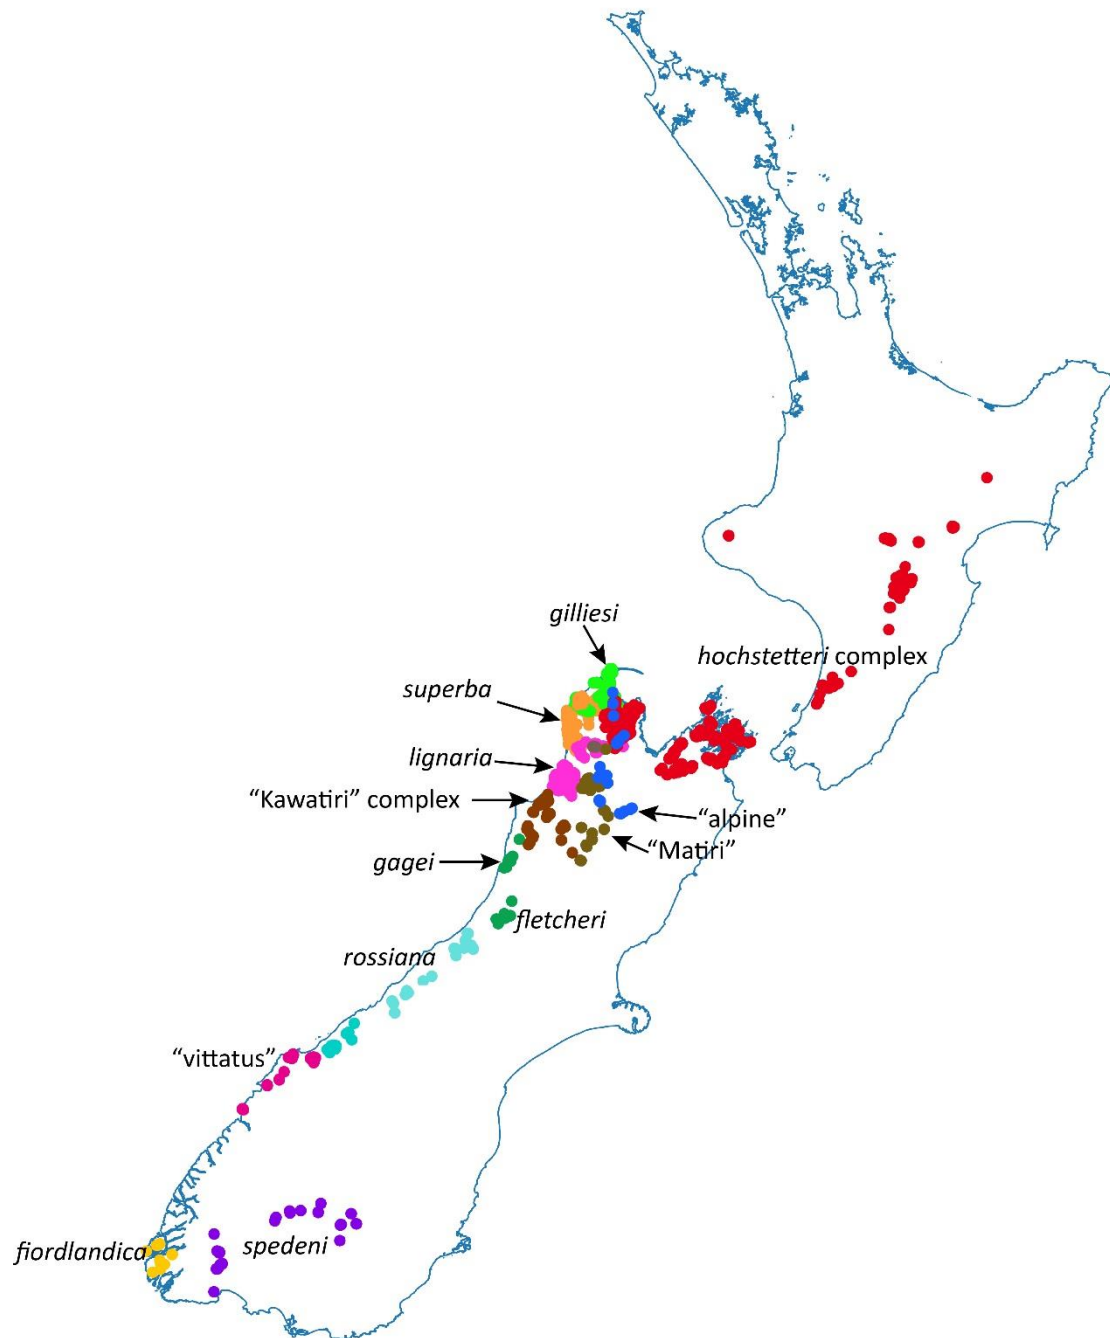 gilliesi
hochstetteri complex
superba
lignaria
“Kawatiri” complex
“alpine”
“Matiri”
gagei
fletcheri
rossiana
“vittatus”
fiordlandica
spedeni